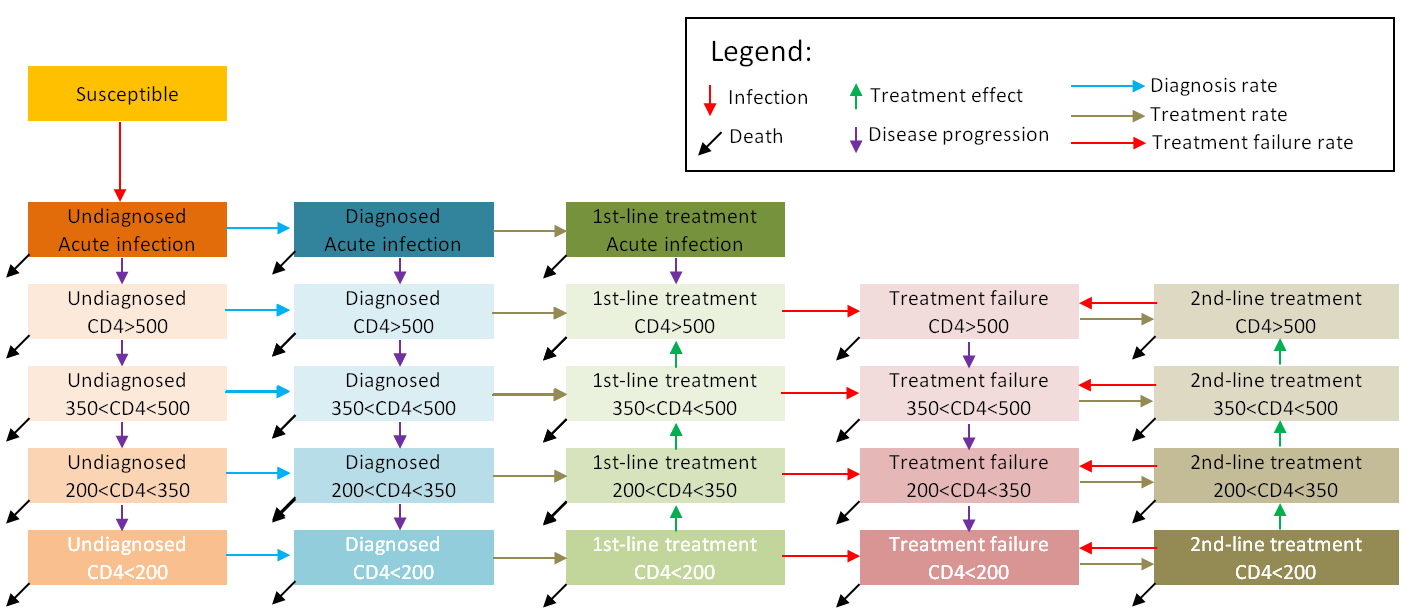 Legend:
Infection
Death
Treatment effect
Disease progression
Diagnosis rate
Treatment rate
Treatment failure rate
Susceptible
Undiagnosed
Acute infection
Diagnosed
Acute infection
1st-line treatment
Acute infection
Undiagnosed
CD4>500
Diagnosed
CD4>500
1st-line treatment
CD4>500
Treatment failure
CD4>500
2nd-line treatment
CD4>500
Undiagnosed
350<CD4<500
Diagnosed
350<CD4<500
1st-line treatment
350<CD4<500
Treatment failure
350<CD4<500
2nd-line treatment
350<CD4<500
Undiagnosed
200<CD4<350
Diagnosed
200<CD4<350
1st-line treatment
200<CD4<350
Treatment failure
200<CD4<350
2nd-line treatment
200<CD4<350
Undiagnosed
CD4<200
Diagnosed
CD4<200
1st-line treatment
CD4<200
Treatment failure
CD4<200
2nd-line treatment
CD4<200